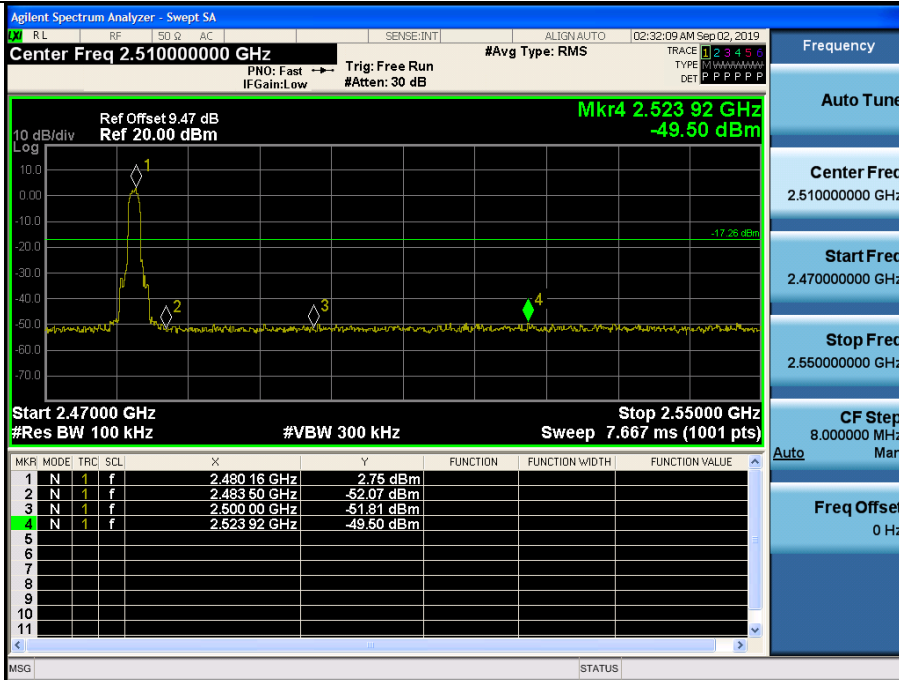 Agilent Spectrum Analyzer - Swept SA
LXI RL RF 50 Ω AC SENSE:INT ALIGNAUTO 02:32:09 AM Sep 02, 2019
Center Freq 2.510000000 GHz #Avg Type: RMS TRACE 1 2 3 4 5 6
PNO: Fast Trig: Free Run TYPE M WWWWW
IFGain:Low #Atten: 30 dB DET P P P P P P
Mkr4 2.523 92 GHz
-49.50 dBm
Ref Offset 9.47 dB
10 dB/div Ref 20.00 dBm
Log
10.0
0.00
-10.0
-20.0
-30.0
-40.0
-50.0
-60.0
-70.0
1
2
3
4
-17.26 dBm
Start 2.47000 GHz Stop 2.55000 GHz
#Res BW 100 kHz #VBW 300 kHz Sweep 7.667 ms (1001 pts)
MKR MODE TRC SCL X Y FUNCTION FUNCTION WIDTH FUNCTION VALUE
1 N 1 f 2.480 16 GHz 2.75 dBm
2 N 1 f 2.483 50 GHz -52.07 dBm
3 N 1 f 2.500 00 GHz -51.81 dBm
4 N 1 f 2.523 92 GHz -49.50 dBm
5
6
7
8
9
10
11
MSG STATUS
Frequency
Auto Tune
Center Freq
2.510000000 GHz
Start Freq
2.470000000 GHz
Stop Freq
2.550000000 GHz
CF Step
8.000000 MHz
Auto Man
Freq Offset
0 Hz